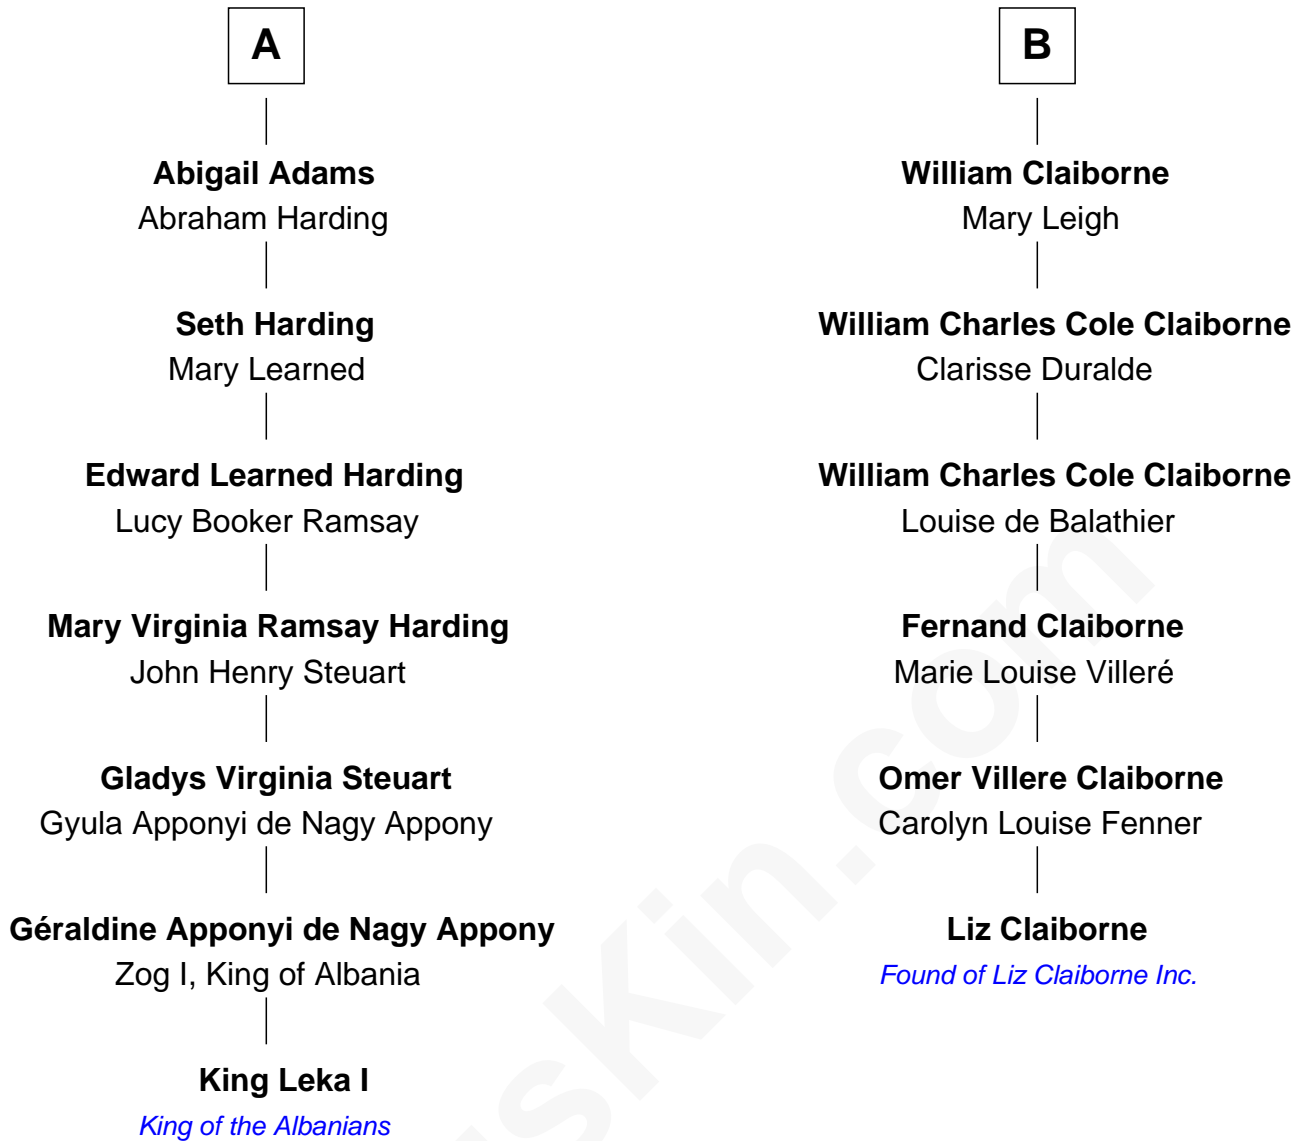 A
Abigail Adams
Abraham Harding
Seth Harding
Mary Learned
Edward Learned Harding
Lucy Booker Ramsay
Mary Virginia Ramsay Harding
John Henry Steuart
Gladys Virginia Steuart
Gyula Apponyi de Nagy Appony
Géraldine Apponyi de Nagy Appony
Zog I, King of Albania
King Leka I
King of the Albanians
B
William Claiborne
Mary Leigh
William Charles Cole Claiborne
Clarisse Duralde
William Charles Cole Claiborne
Louise de Balathier
Fernand Claiborne
Marie Louise Villeré
Omer Villere Claiborne
Carolyn Louise Fenner
Liz Claiborne
Found of Liz Claiborne Inc.
sKin.com